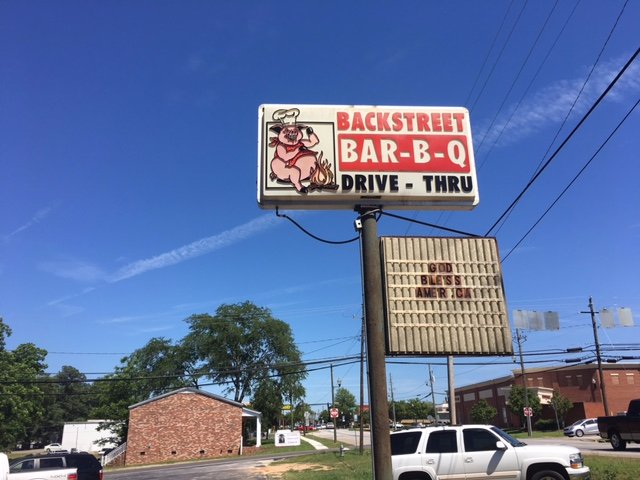 BACKSTREET
BAR-B-Q
DRIVE - THRU
GOD
BLESS
AMERICA